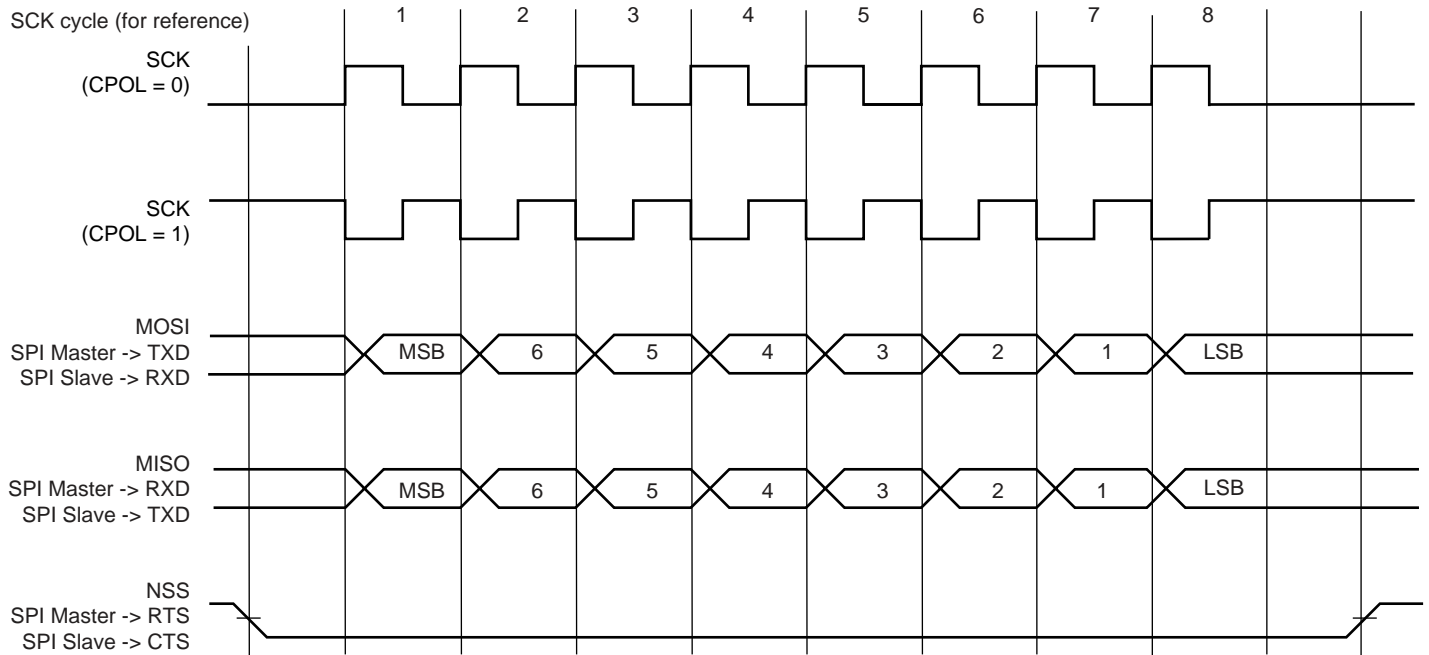 SCK cycle (for reference)
1 2 3 4 5 6 7 8
SCK
(CPOL = 0)
SCK
(CPOL = 1)
MOSI
SPI Master -> TXD
SPI Slave -> RXD
MSB 6 5 4 3 2 1 LSB
MISO
SPI Master -> RXD
SPI Slave -> TXD
MSB 6 5 4 3 2 1 LSB
NSS
SPI Master -> RTS
SPI Slave -> CTS